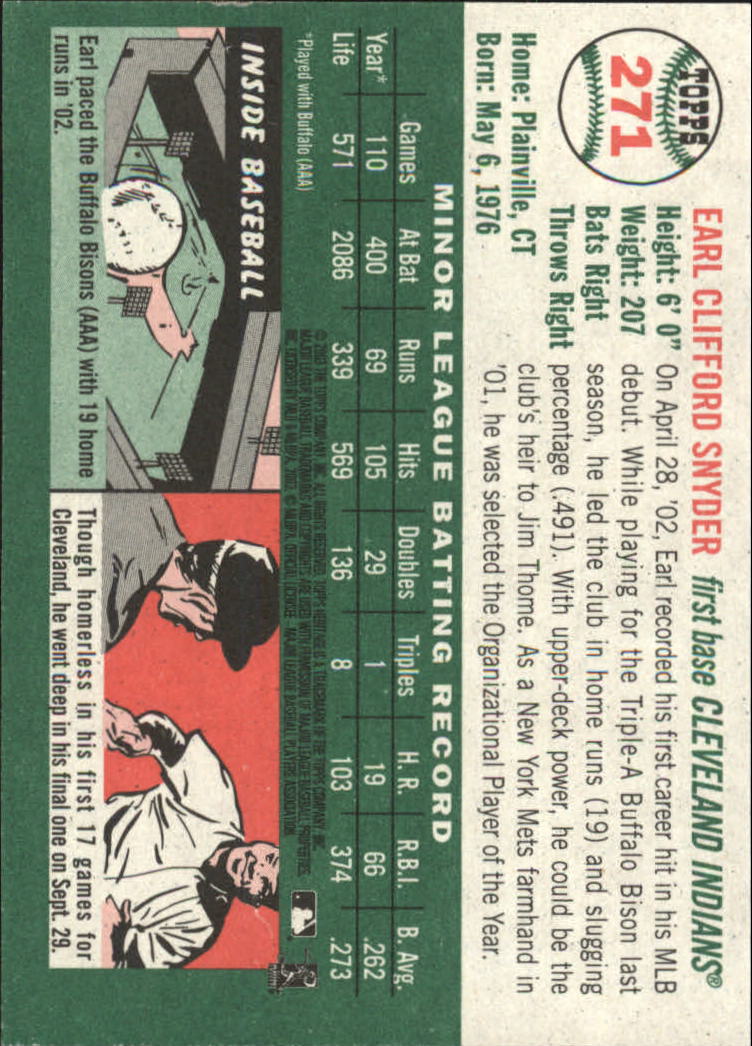 TOPPS
271
EARL CLIFFORD SNYDER first base CLEVELAND INDIANS®
Height: 6' 0"
Weight: 207
Bats Right
Throws Right
Home: Plainville, CT
Born: May 6, 1976
On April 28, '02, Earl recorded his first career hit in his MLB
debut. While playing for the Triple-A Buffalo Bison last
season, he led the club in home runs (19) and slugging
percentage (.491). With upper-deck power, he could be the
club's heir to Jim Thome. As a New York Mets farmhand in
'01, he was selected the Organizational Player of the Year.
MINOR LEAGUE BATTING RECORD
Games At Bat Runs Hits Doubles Triples H. R. R.B.I. B. Avg.
Year* 110 400 69 105 29 1 19 66 .262
Life 571 2086 339 569 136 8 103 374 .273
*Played with Buffalo (AAA)
INSIDE BASEBALL
Earl paced the Buffalo Bisons (AAA) with 19 home
runs in '02.
Though homerless in his first 17 games for
Cleveland, he went deep in his final one on Sept. 29.